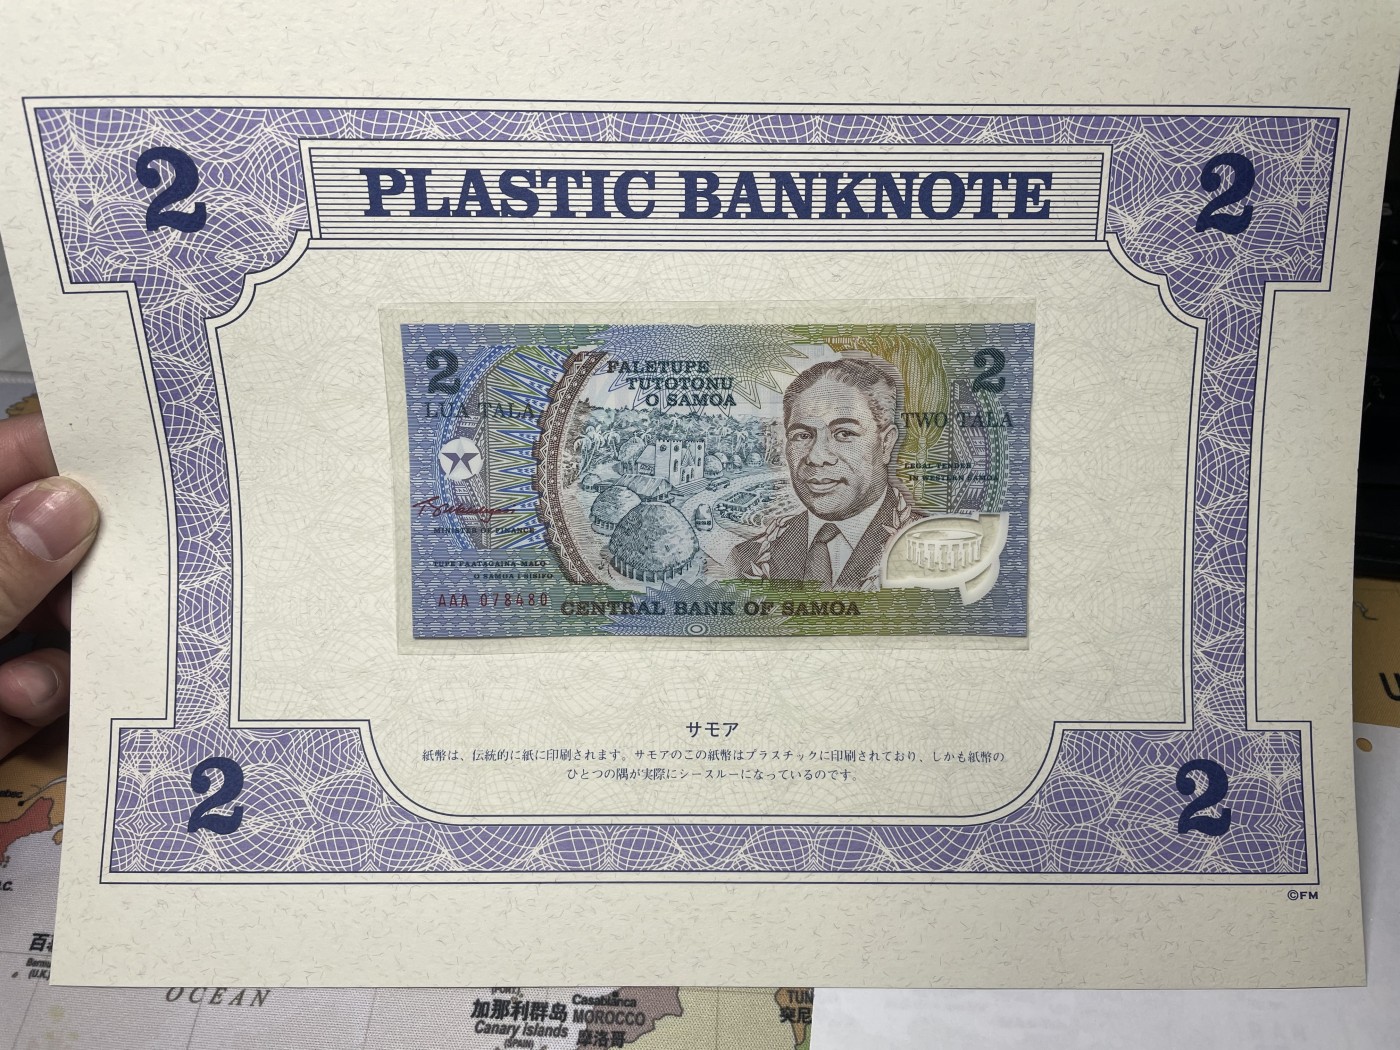 2
PLASTIC BANKNOTE
2
2
LUA TALA
FALETUPE
TUTOTONU
O SAMOA
2
TWO TALA
LEGAL TENDER
IN WESTERN SAMOA
MINISTER OF FINANCE
TUPE FAATAGAINA MALO
O SAMOA I SISIFO
AAA 078480
CENTRAL BANK OF SAMOA
サモア
紙幣は、伝統的に紙に印刷されます。サモアのこの紙幣はプラスチックに印刷されており、しかも紙幣の
ひとつの隅が実際にシースルーになっているのです。
2
2
©FM
OCEAN
(PORT.)
加那利群岛
Canary Islands
(SPAIN)
Casablanca
MOROCCO
摩洛哥
TUN
突尼
(U.K.)